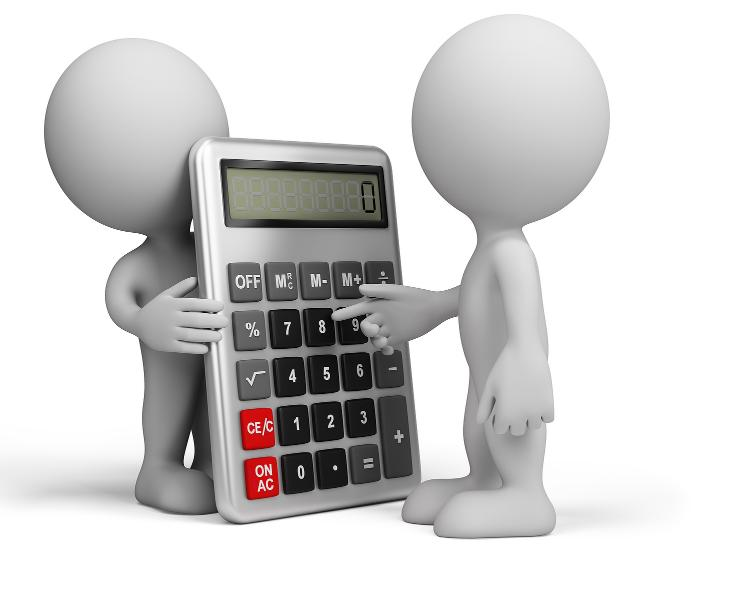 0
OFF MRC M- M+ ÷
% 7 8 9
√ 4 5 6 -
CE/C 1 2 3
+
ON
AC 0 . =